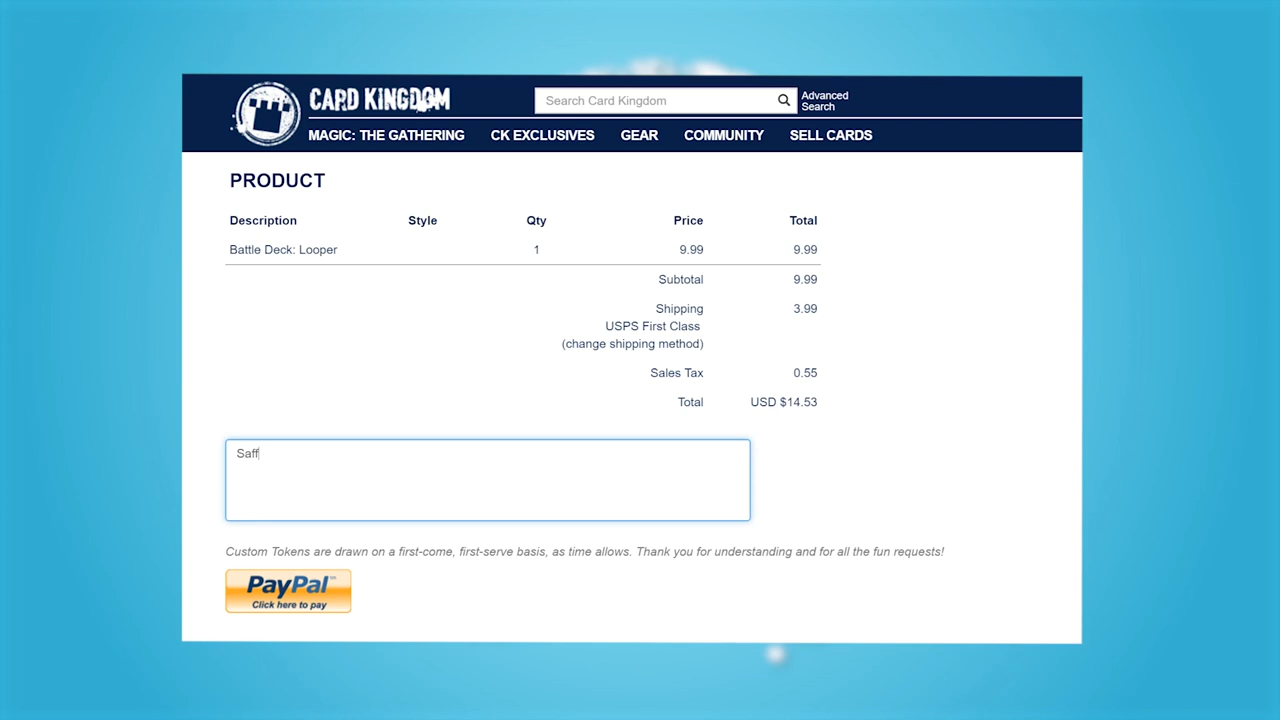 CARD KINGDOM
Search Card Kingdom
Advanced
Search
MAGIC: THE GATHERING CK EXCLUSIVES GEAR COMMUNITY SELL CARDS
PRODUCT
Description Style Qty Price Total
Battle Deck: Looper 1 9.99 9.99
Subtotal 9.99
Shipping 3.99
USPS First Class
(change shipping method)
Sales Tax 0.55
Total USD $14.53
Saff
Custom Tokens are drawn on a first-come, first-serve basis, as time allows. Thank you for understanding and for all the fun requests!
PayPal
Click here to pay